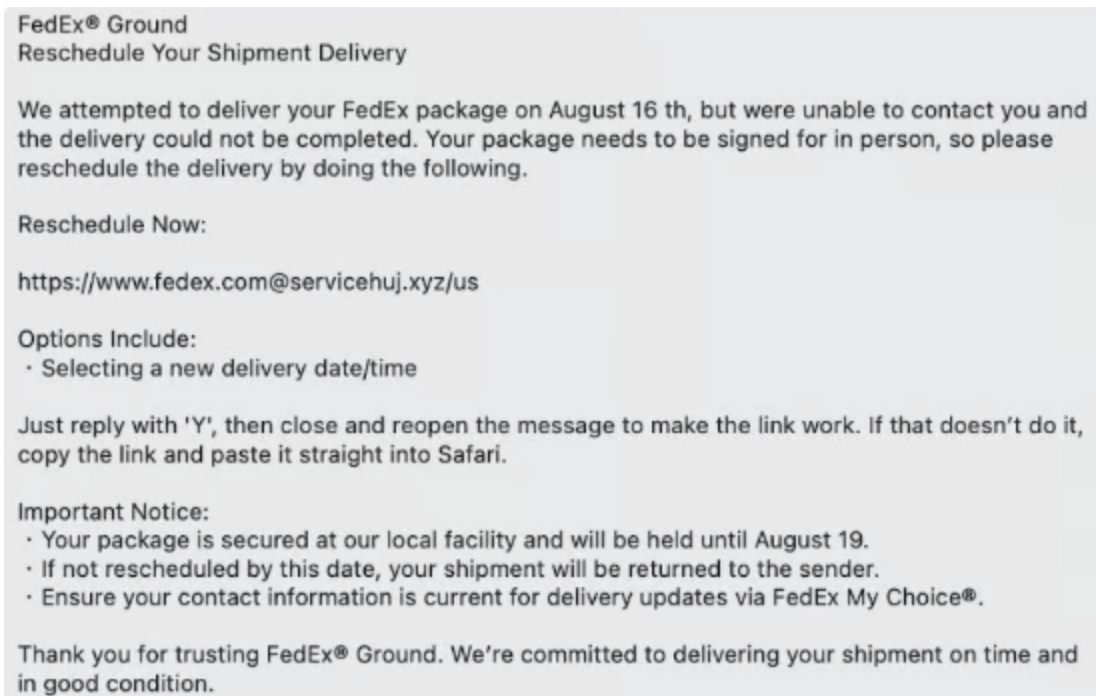 FedEx® Ground
Reschedule Your Shipment Delivery
We attempted to deliver your FedEx package on August 16 th, but were unable to contact you and
the delivery could not be completed. Your package needs to be signed for in person, so please
reschedule the delivery by doing the following.
Reschedule Now:
https://www.fedex.com@servicehuj.xyz/us
Options Include:
· Selecting a new delivery date/time
Just reply with 'Y', then close and reopen the message to make the link work. If that doesn't do it,
copy the link and paste it straight into Safari.
Important Notice:
· Your package is secured at our local facility and will be held until August 19.
· If not rescheduled by this date, your shipment will be returned to the sender.
· Ensure your contact information is current for delivery updates via FedEx My Choice®.
Thank you for trusting FedEx® Ground. We're committed to delivering your shipment on time and
in good condition.